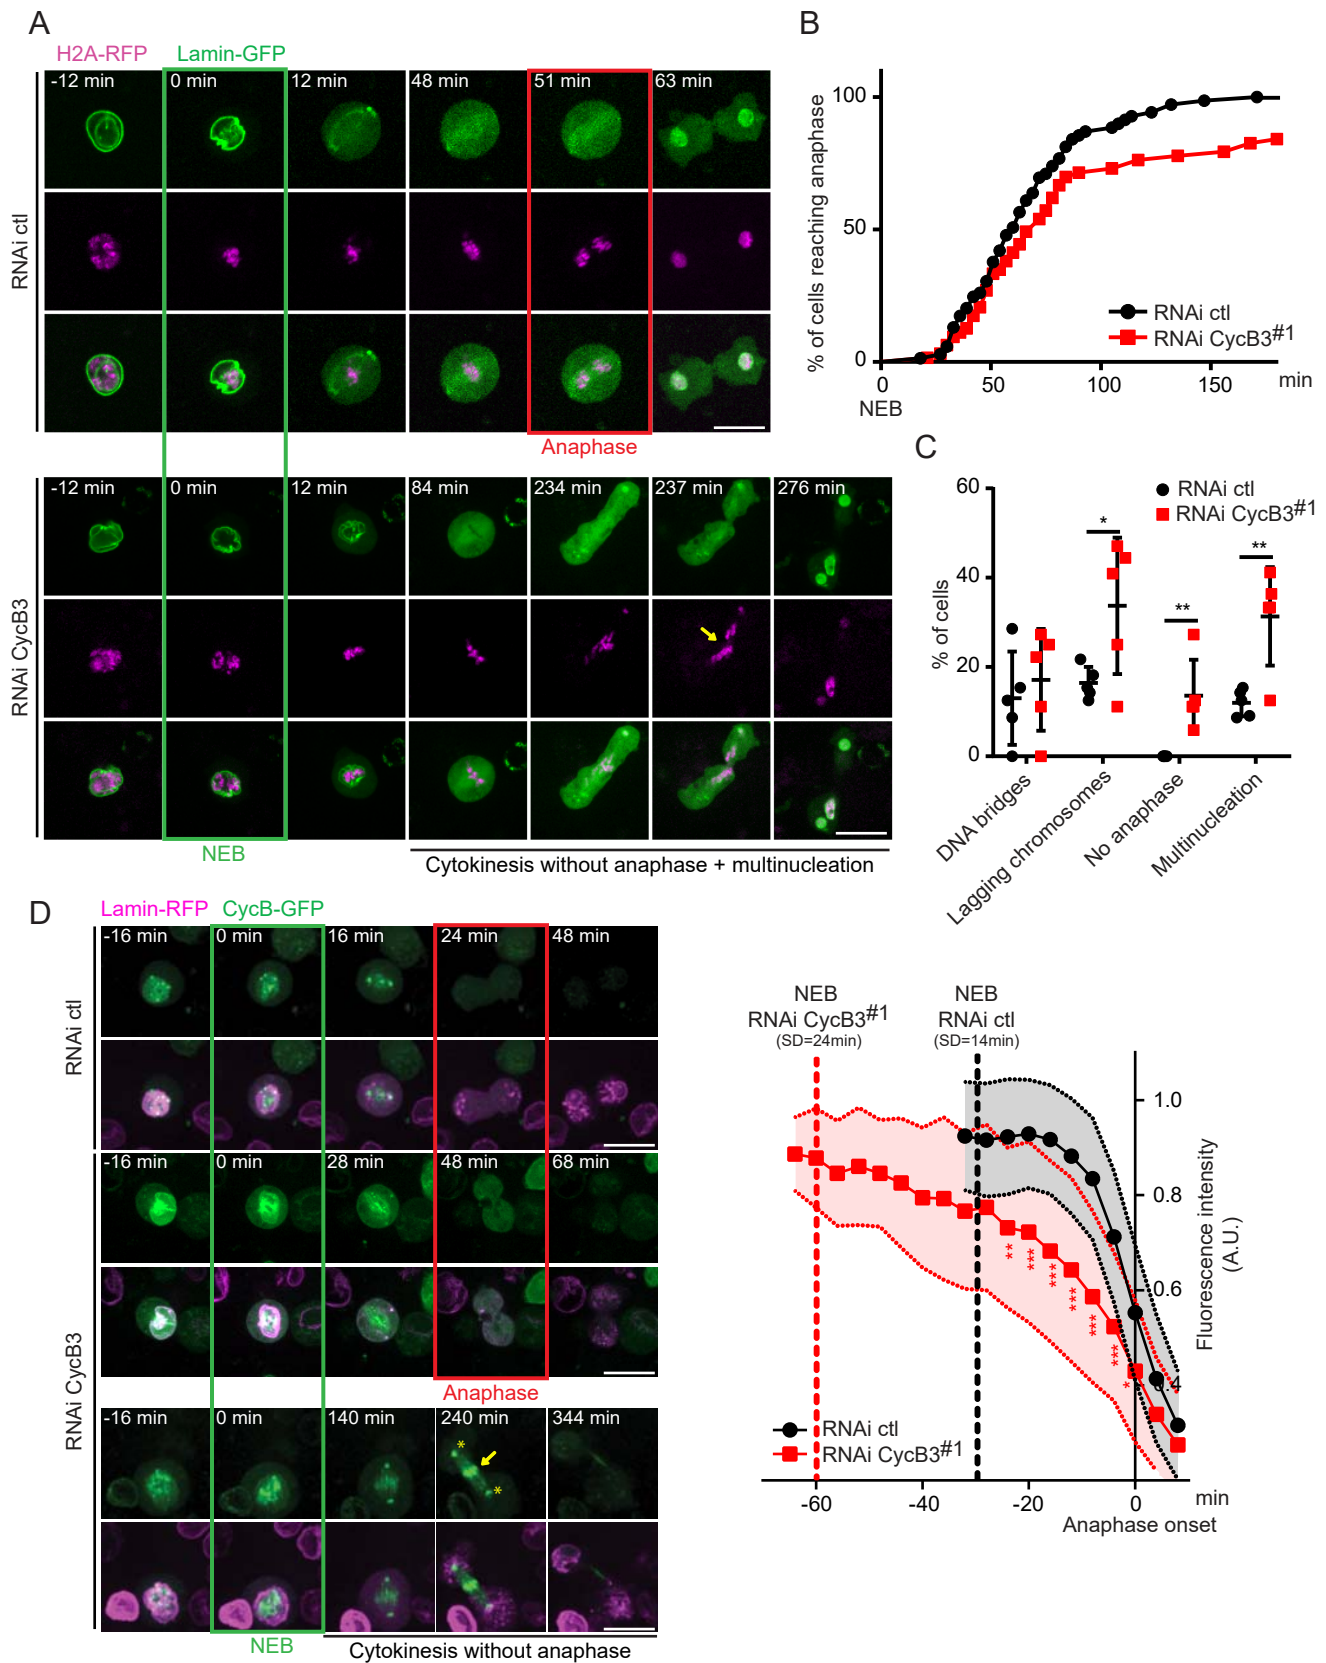 A
H2A-RFP Lamin-GFP
RNAi ctl
-12 min 0 min 12 min 48 min 51 min 63 min
Anaphase
RNAi CycB3
-12 min 0 min 12 min 84 min 234 min 237 min 276 min
NEB
Cytokinesis without anaphase + multinucleation
B
% of cells reaching anaphase
100
50
0
RNAi ctl
RNAi CycB3#1
0 50 100 150 min
NEB
C
% of cells
60
40
20
0
RNAi ctl
RNAi CycB3#1
* ** **
DNA bridges
Lagging chromosomes
No anaphase
Multinucleation
D
Lamin-RFP CycB-GFP
RNAi ctl
-16 min 0 min 16 min 24 min 48 min
RNAi CycB3
-16 min 0 min 28 min 48 min 68 min
Anaphase
-16 min 0 min 140 min 240 min 344 min
* *
NEB
Cytokinesis without anaphase
NEB
RNAi CycB3#1
(SD=24min)
NEB
RNAi ctl
(SD=14min)
1.0
0.8
0.6
0.4
Fluorescence intensity
(A.U.)
** *** *** *** *** *** *
RNAi ctl
RNAi CycB3#1
-60 -40 -20 0 min
Anaphase onset